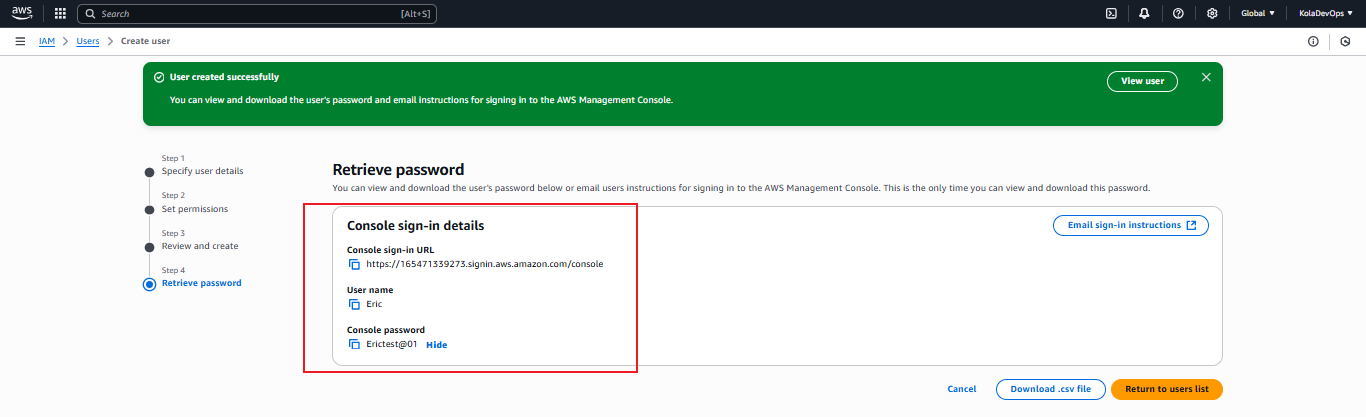 aws
Search [Alt+S] Global KolaDevOps
IAM Users Create user
User created successfully
View user
You can view and download the user's password and email instructions for signing in to the AWS Management Console.
Step 1
Specify user details
Step 2
Set permissions
Step 3
Review and create
Step 4
Retrieve password
Retrieve password
You can view and download the user's password below or email users instructions for signing in to the AWS Management Console. This is the only time you can view and download this password.
Console sign-in details
Email sign-in instructions
Console sign-in URL
https://165471339273.signin.aws.amazon.com/console
User name
Eric
Console password
Erictest@01 Hide
Cancel Download .csv file Return to users list